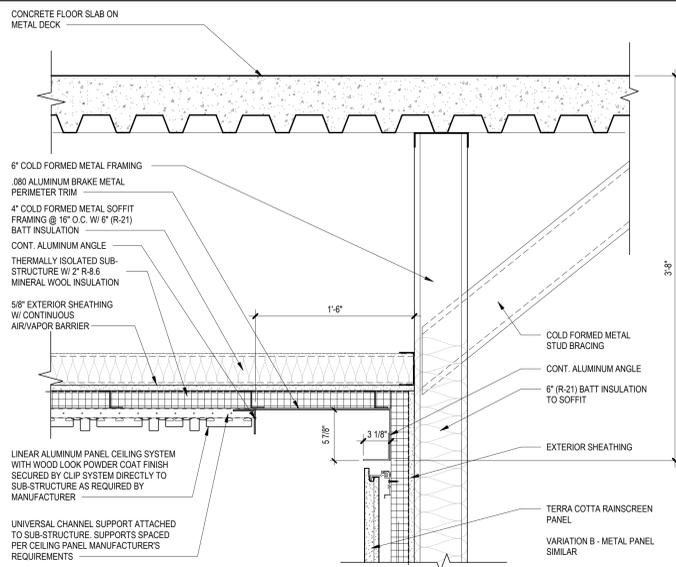 CONCRETE FLOOR SLAB ON
METAL DECK
6" COLD FORMED METAL FRAMING
.080 ALUMINUM BRAKE METAL
PERIMETER TRIM
4" COLD FORMED METAL SOFFIT
FRAMING @ 16" O.C. W/ 6" (R-21)
BATT INSULATION
CONT. ALUMINUM ANGLE
THERMALLY ISOLATED SUB-
STRUCTURE W/ 2" R-8.6
MINERAL WOOL INSULATION
5/8" EXTERIOR SHEATHING
W/ CONTINUOUS
AIR/VAPOR BARRIER
LINEAR ALUMINUM PANEL CEILING SYSTEM
WITH WOOD LOOK POWDER COAT FINISH
SECURED BY CLIP SYSTEM DIRECTLY TO
SUB-STRUCTURE AS REQUIRED BY
MANUFACTURER
UNIVERSAL CHANNEL SUPPORT ATTACHED
TO SUB-STRUCTURE. SUPPORTS SPACED
PER CEILING PANEL MANUFACTURER'S
REQUIREMENTS
1'-6"
5 7/8"
3 1/8"
3'-8"
COLD FORMED METAL
STUD BRACING
CONT. ALUMINUM ANGLE
6" (R-21) BATT INSULATION
TO SOFFIT
EXTERIOR SHEATHING
TERRA COTTA RAINSCREEN
PANEL
VARIATION B - METAL PANEL
SIMILAR